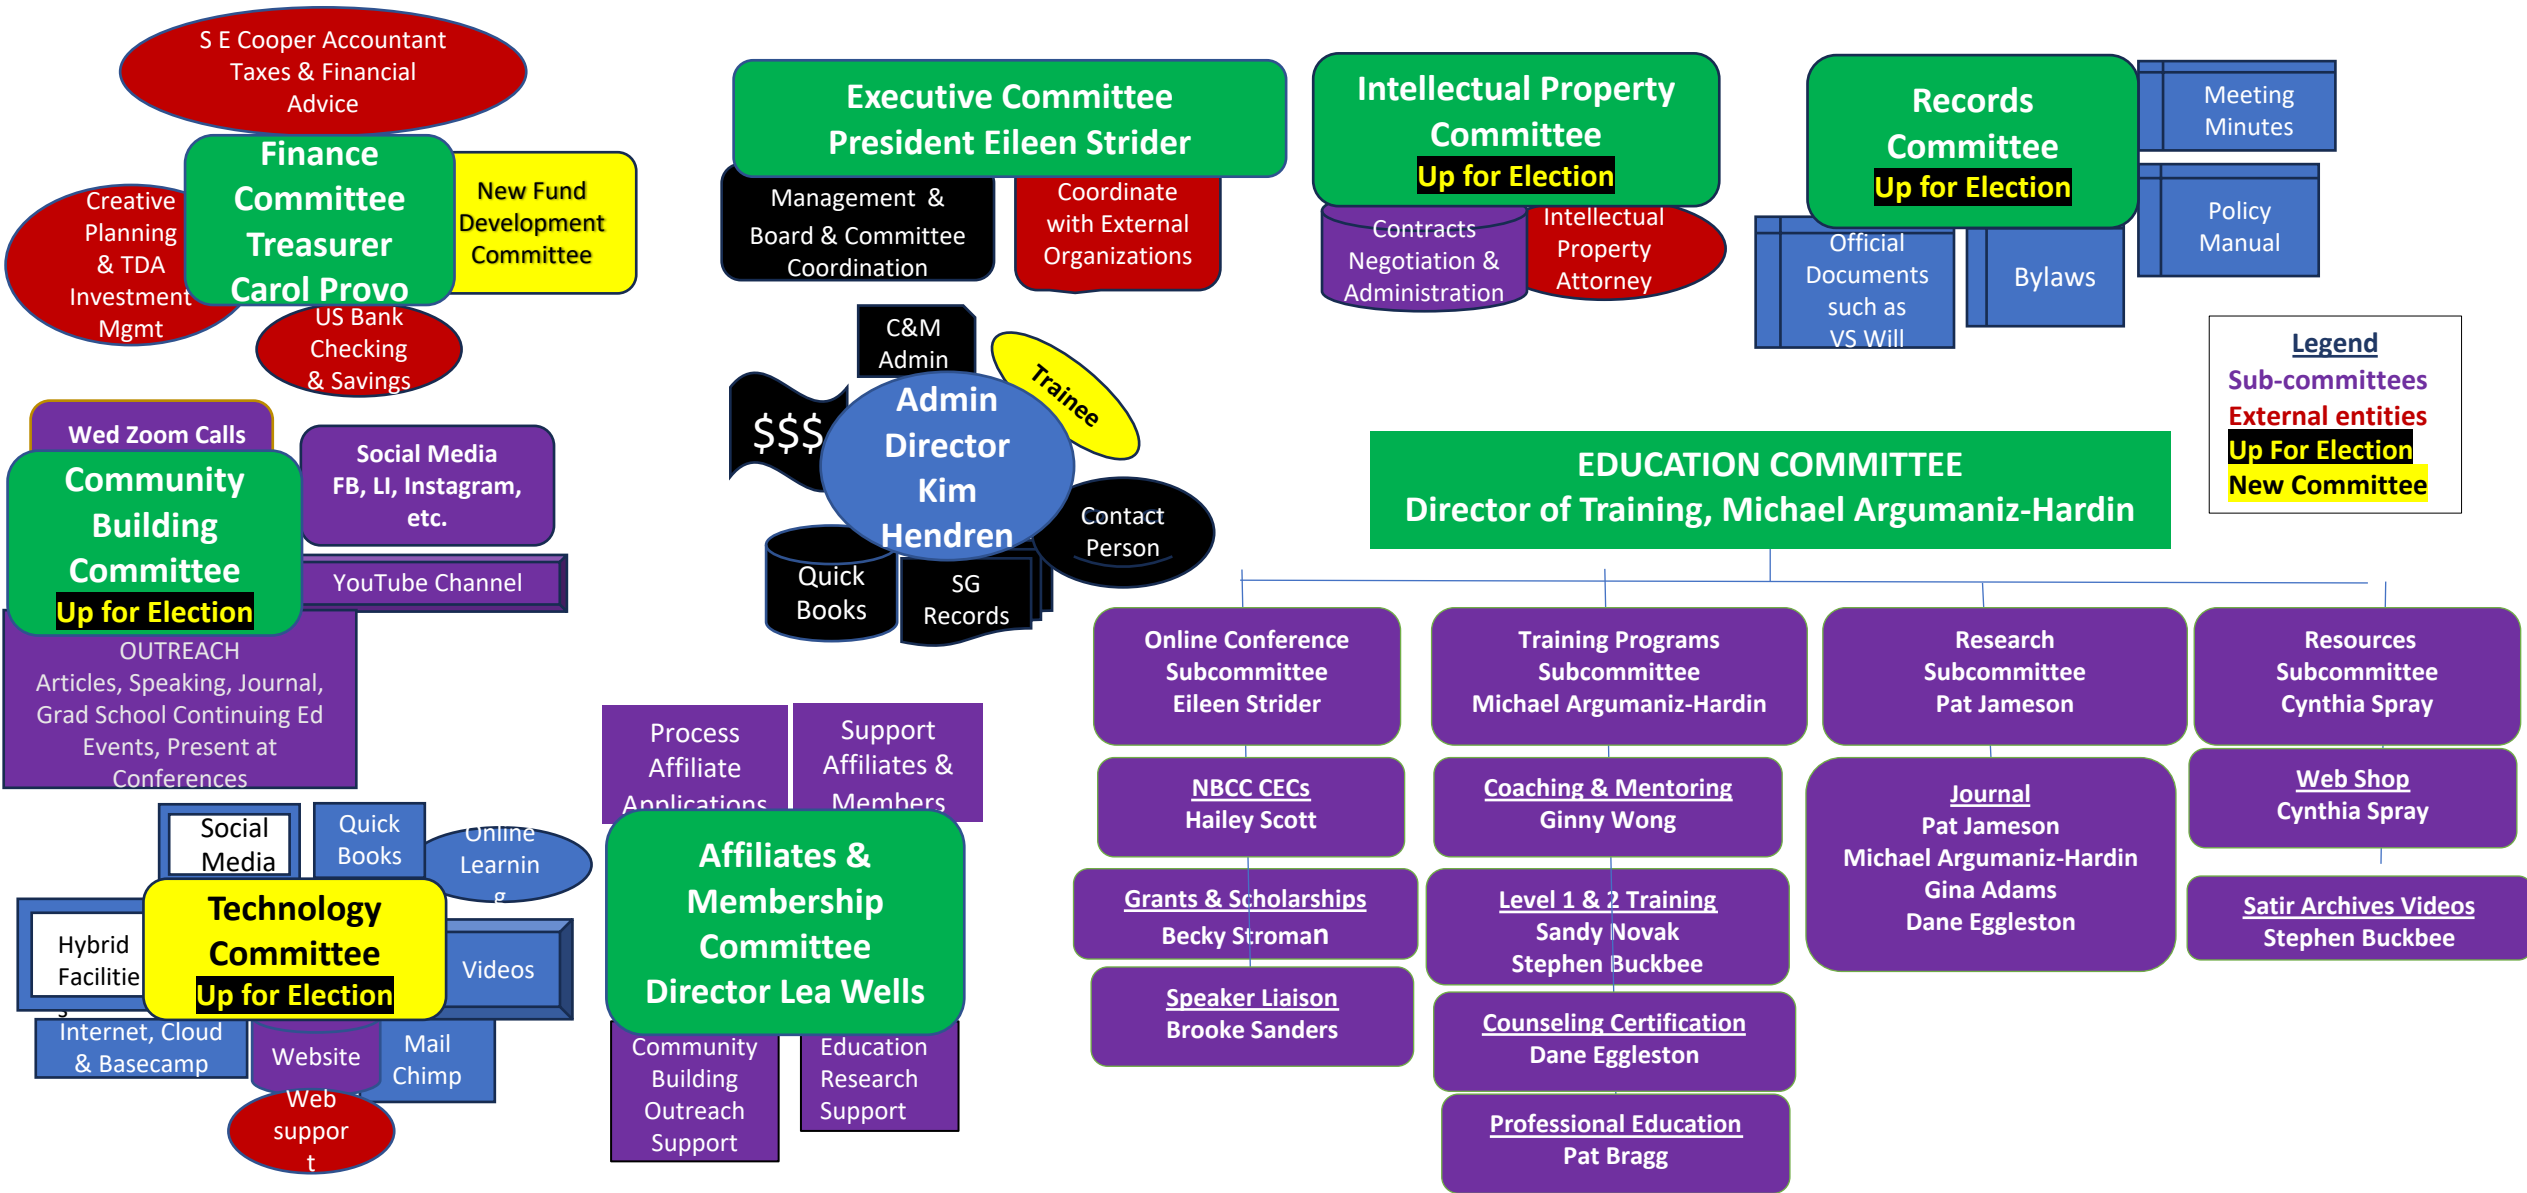 S E Cooper Accountant
Taxes & Financial
Advice
Finance
Committee
Treasurer
Carol Provo
New Fund
Development
Committee
Creative
Planning
& TDA
Investment
Mgmt
US Bank
Checking
& Savings
Executive Committee
President Eileen Strider
Management &
Board & Committee
Coordination
Coordinate
with External
Organizations
Intellectual Property
Committee
Up for Election
Contracts
Negotiation &
Administration
Intellectual
Property
Attorney
Records
Committee
Up for Election
Meeting
Minutes
Policy
Manual
Official
Documents
such as
VS Will
Bylaws
Legend
Sub-committees
External entities
Up For Election
New Committee
C&M
Admin
Trainee
$$$
Admin
Director
Kim
Hendren
Contact
Person
Quick
Books
SG
Records
Wed Zoom Calls
Community
Building
Committee
Up for Election
Social Media
FB, LI, Instagram,
etc.
YouTube Channel
OUTREACH
Articles, Speaking, Journal,
Grad School Continuing Ed
Events, Present at
Conferences
EDUCATION COMMITTEE
Director of Training, Michael Argumaniz-Hardin
Online Conference
Subcommittee
Eileen Strider
NBCC CECs
Hailey Scott
Grants & Scholarships
Becky Stroman
Speaker Liaison
Brooke Sanders
Training Programs
Subcommittee
Michael Argumaniz-Hardin
Coaching & Mentoring
Ginny Wong
Level 1 & 2 Training
Sandy Novak
Stephen Buckbee
Counseling Certification
Dane Eggleston
Professional Education
Pat Bragg
Research
Subcommittee
Pat Jameson
Journal
Pat Jameson
Michael Argumaniz-Hardin
Gina Adams
Dane Eggleston
Resources
Subcommittee
Cynthia Spray
Web Shop
Cynthia Spray
Satir Archives Videos
Stephen Buckbee
Process
Affiliate
Applications
Support
Affiliates &
Members
Affiliates &
Membership
Committee
Director Lea Wells
Community
Building
Outreach
Support
Education
Research
Support
Social
Media
Quick
Books
Online
Learnin
g
Technology
Committee
Up for Election
Hybrid
Facilitie
s
Videos
Internet, Cloud
& Basecamp
Website
Mail
Chimp
Web
suppor
t